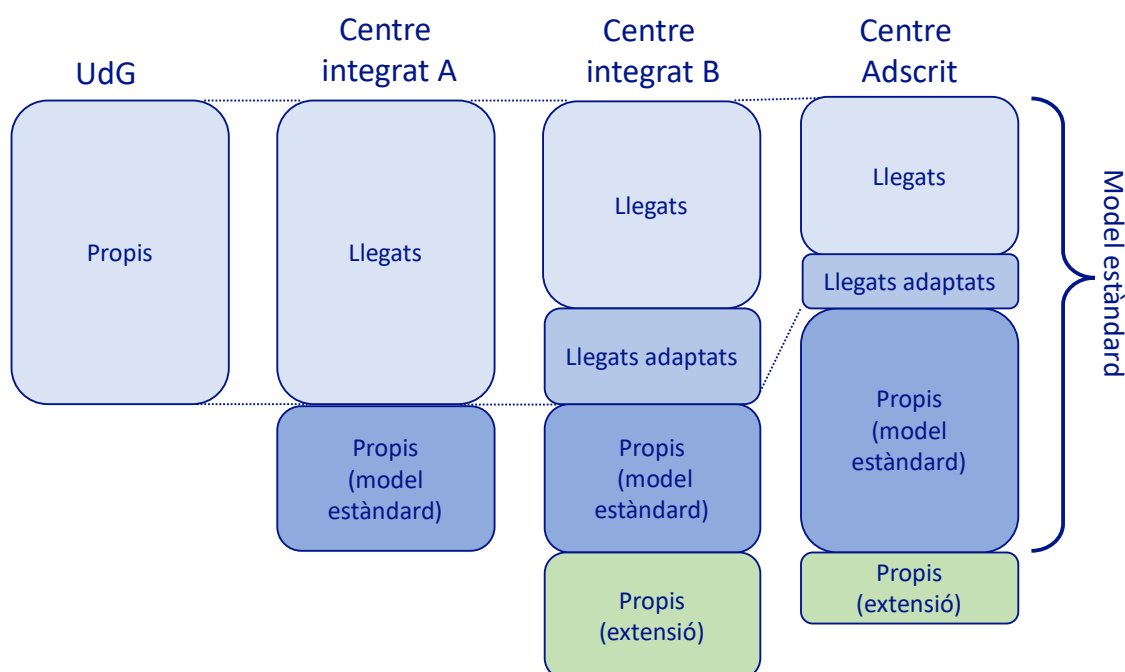 UdG
Centre
integrat A
Centre
integrat B
Centre
Adscrit
Propis
Llegats
Propis
(model
estàndard)
Llegats
Llegats adaptats
Propis
(model
estàndard)
Propis
(extensió)
Llegats
Llegats adaptats
Propis
(model
estàndard)
Propis
(extensió)
Model estàndard